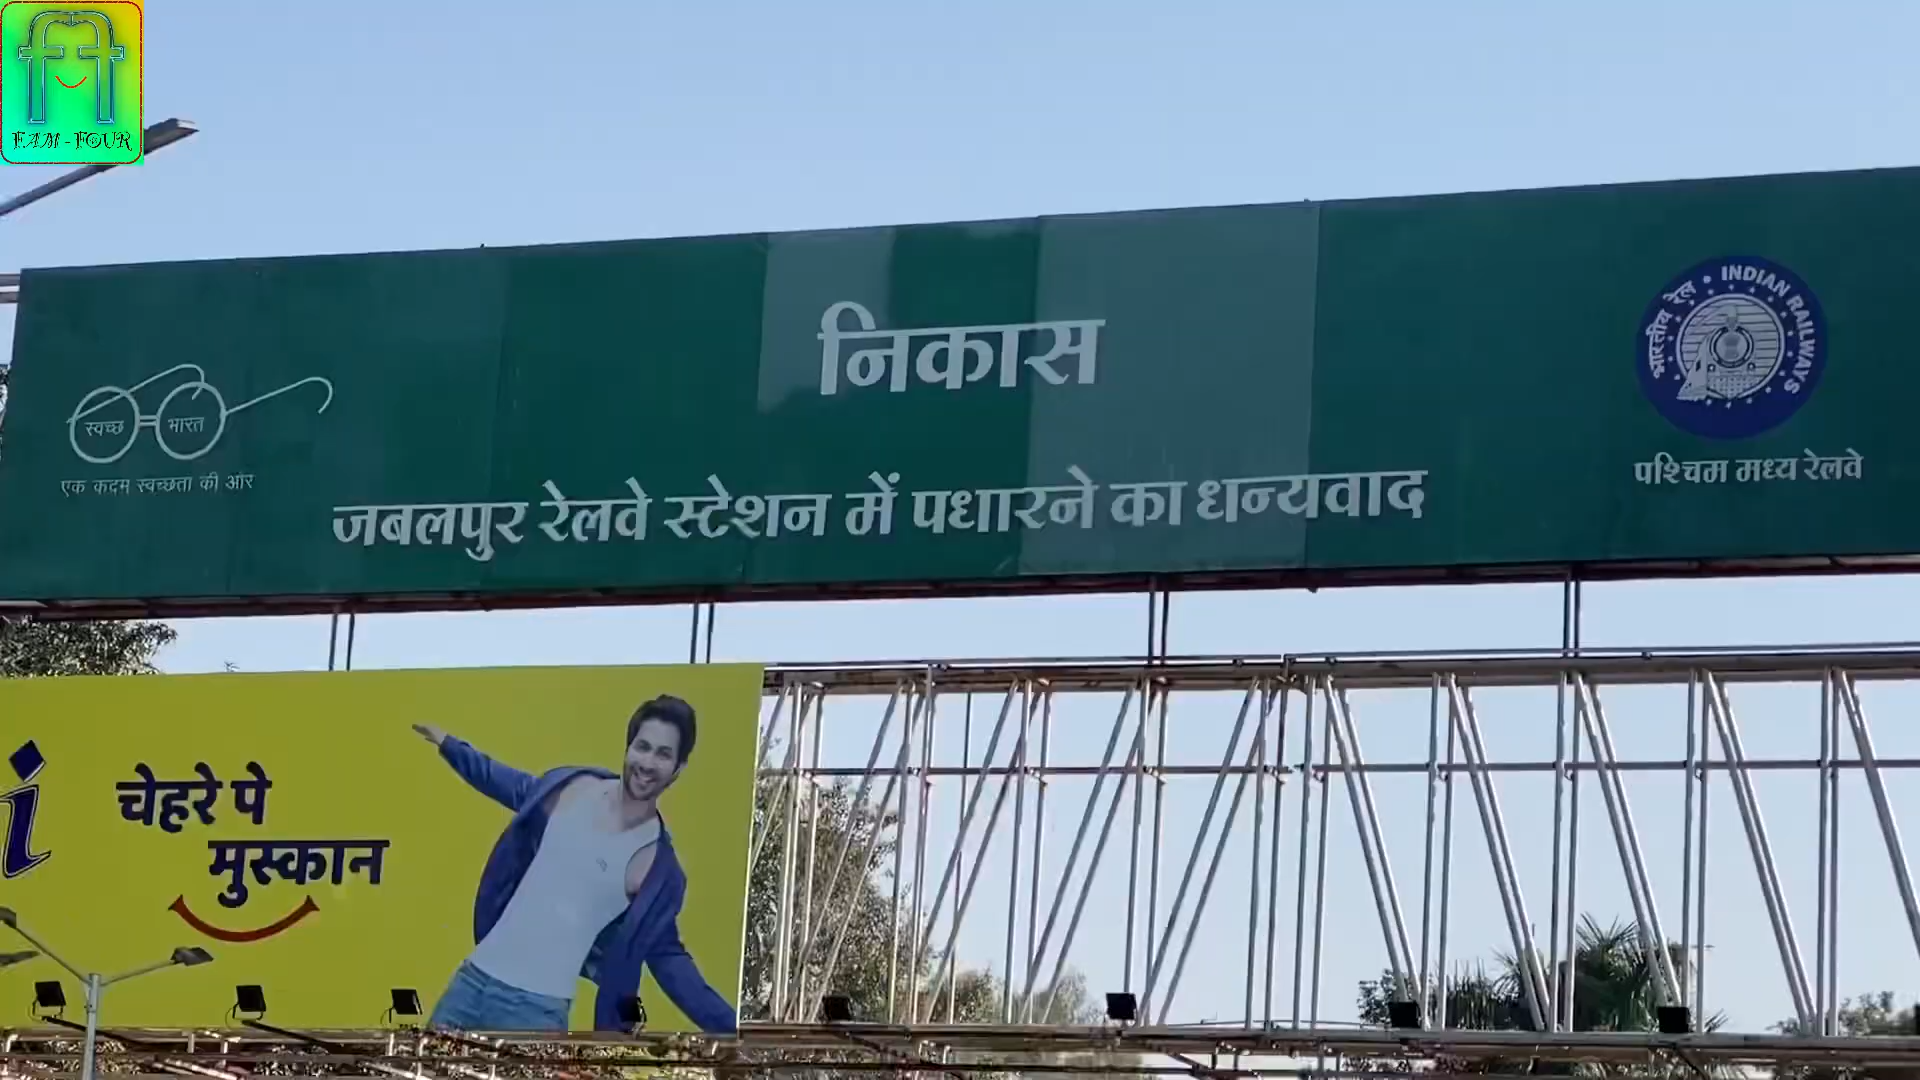 FAM-FOUR
निकास
भारतीय रेल • INDIAN RAILWAYS
स्वच्छ भारत
एक कदम स्वच्छता की ओर
जबलपुर रेलवे स्टेशन में पधारने का धन्यवाद
पश्चिम मध्य रेलवे
i
चेहरे पे
मुस्कान